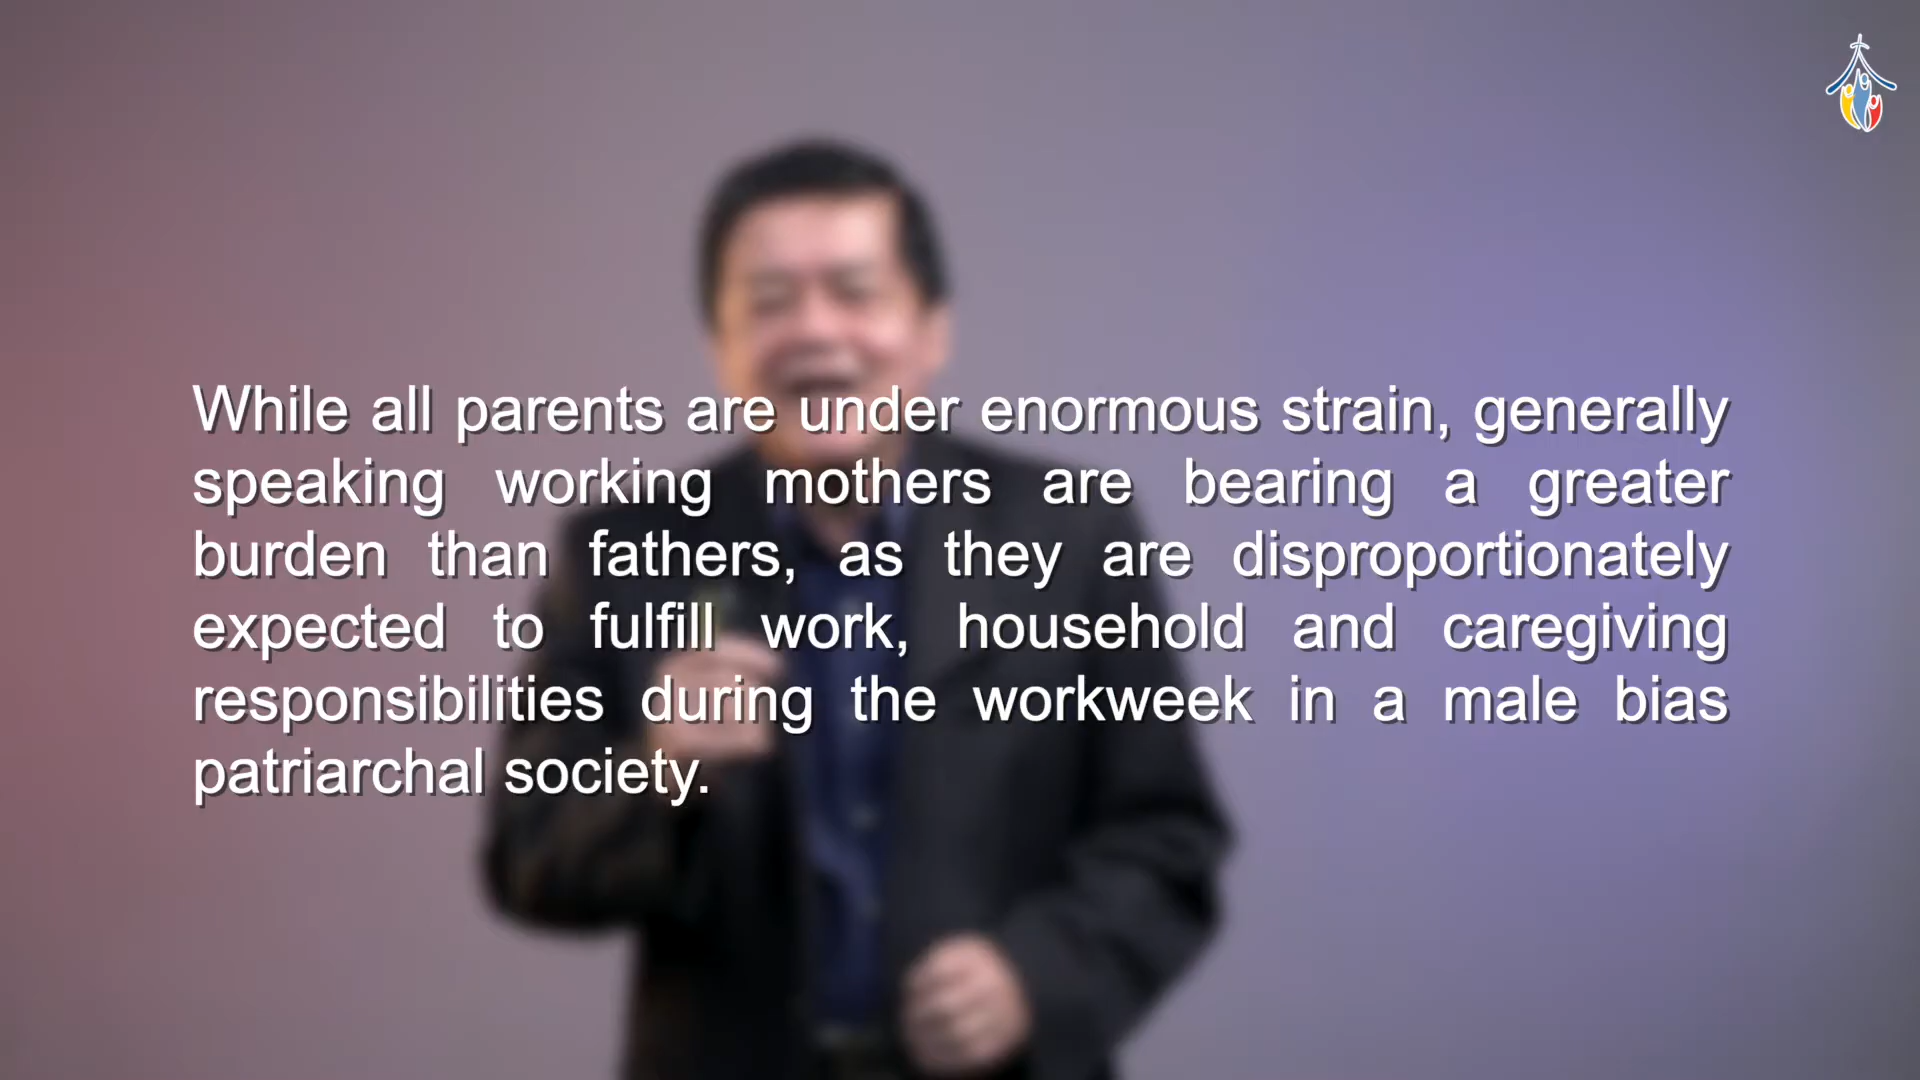 While all parents are under enormous strain, generally
speaking working mothers are bearing a greater
burden than fathers, as they are disproportionately
expected to fulfill work, household and caregiving
responsibilities during the workweek in a male bias
patriarchal society.